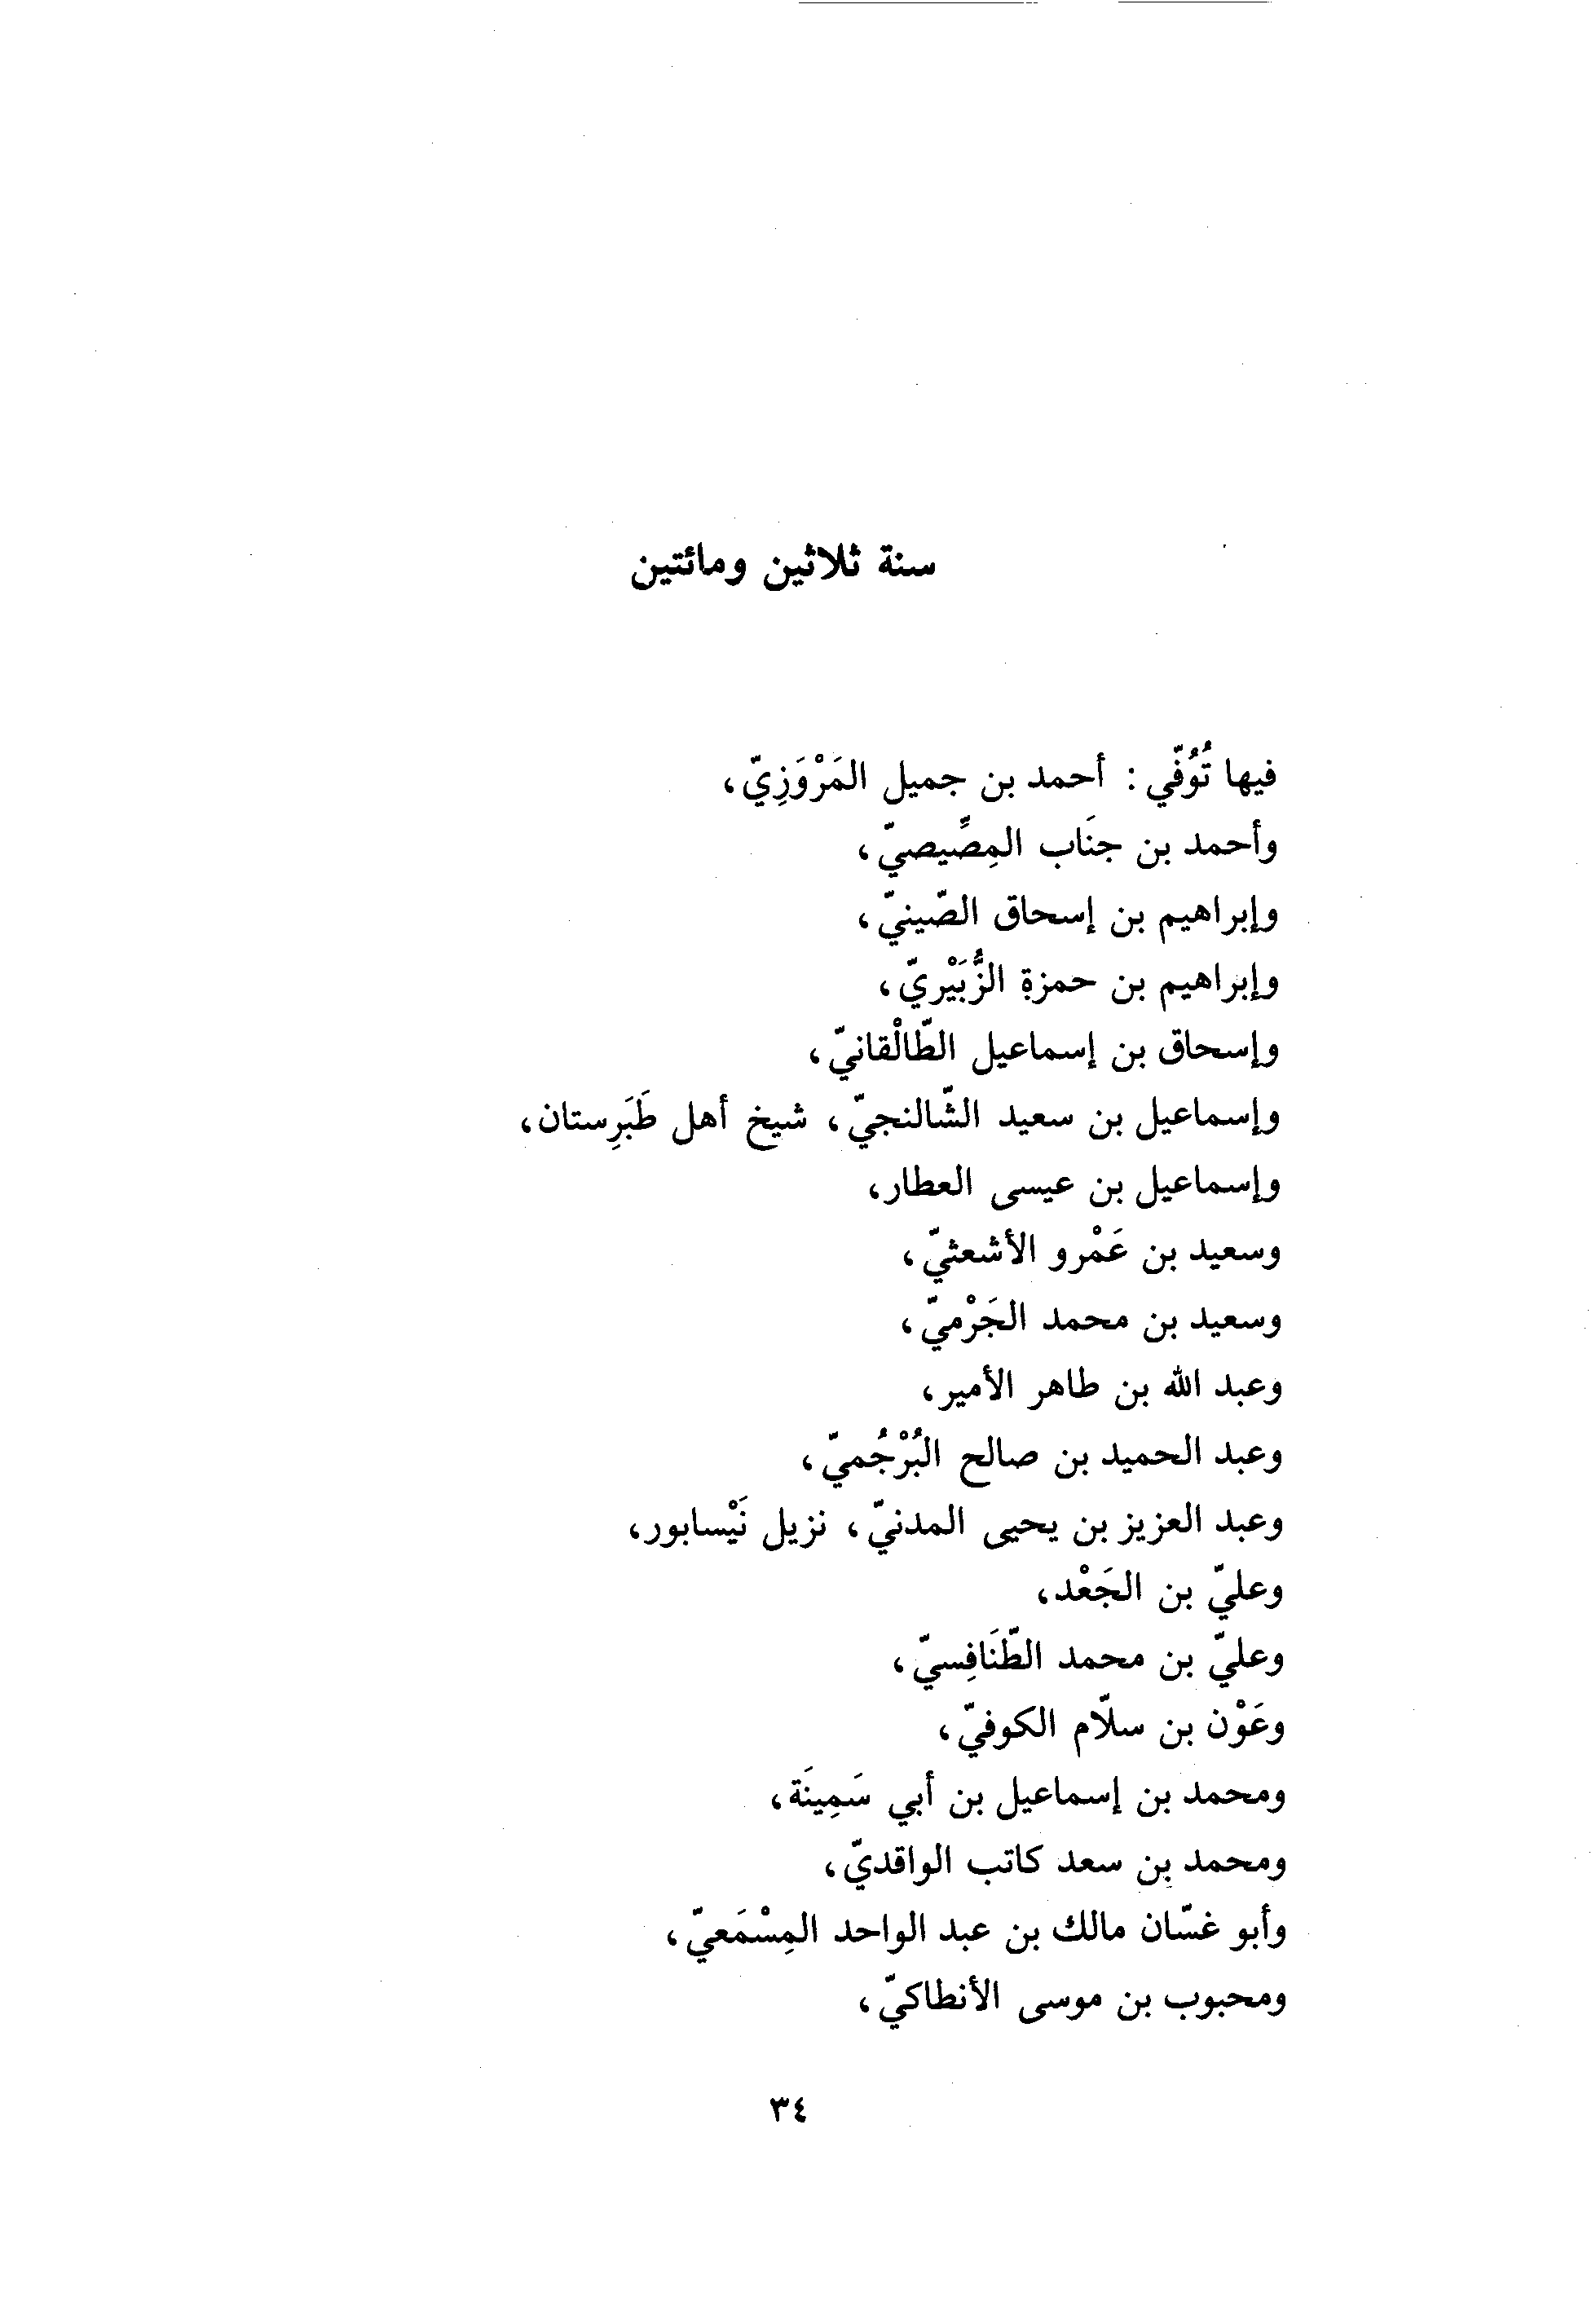 سنة ثلاثين ومائتين
فيها تُوُفّي : أحمد بن جميل المَرْوَزِيّ،
وأحمد بن جنَاب المِصِّيصيّ،
وإبراهيم بن إسحاق الصّينيّ،
وإبراهيم بن حمزة الزُّبَيْريّ،
وإسحاق بن إسماعيل الطّالْقانيّ،
وإسماعيل بن سعيد الشّالنجيّ، شيخ أهل طَبَرِستان،
وإسماعيل بن عيسى العطار،
وسعيد بن عَمْرو الأشعثيّ،
وسعيد بن محمد الجَرْميّ،
وعبد الله بن طاهر الأمير،
وعبد الحميد بن صالح البُرْجُميّ،
وعبد العزيز بن يحيى المدنيّ، نزيل نَيْسابور،
وعليّ بن الجَعْد،
وعليّ بن محمد الطّنَافِسيّ،
وعَوْن بن سلّام الكوفيّ،
ومحمد بن إسماعيل بن أبي سَمِينَة،
ومحمد بن سعد كاتب الواقديّ،
وأبو غسّان مالك بن عبد الواحد المِسْمَعيّ،
ومحبوب بن موسى الأنطاكيّ،
٣٤